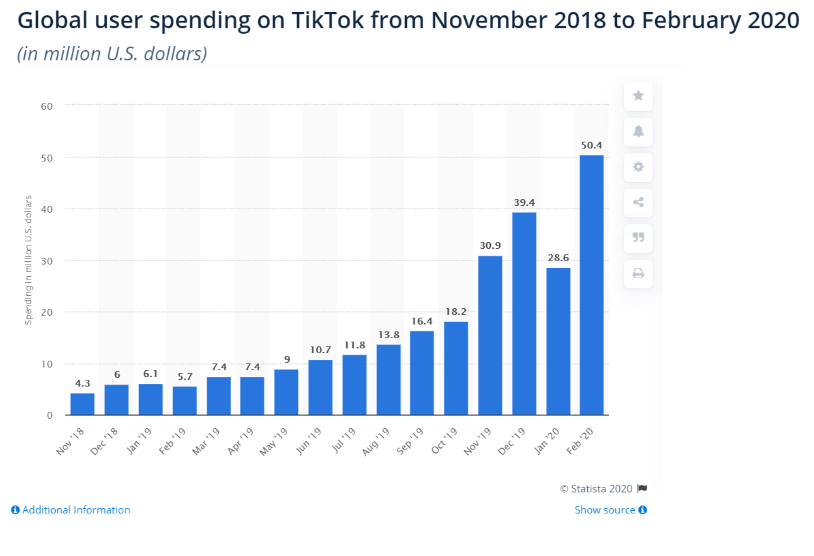 Global user spending on TikTok from November 2018 to February 2020
(in million U.S. dollars)
60
50
40
30
20
10
0
Spending in million U.S. dollars
4.3
6
6.1
5.7
7.4
7.4
9
10.7
11.8
13.8
16.4
18.2
30.9
39.4
28.6
50.4
Nov '18
Dec '18
Jan '19
Feb '19
Mar '19
Apr '19
May '19
Jun '19
Jul '19
Aug '19
Sep '19
Oct '19
Nov '19
Dec '19
Jan '20
Feb '20
© Statista 2020
Additional Information
Show source